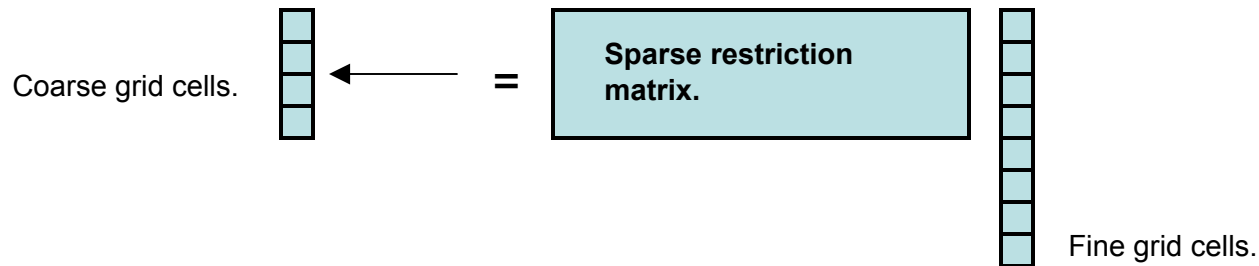 Coarse grid cells.
=
Sparse restriction
matrix.
Fine grid cells.